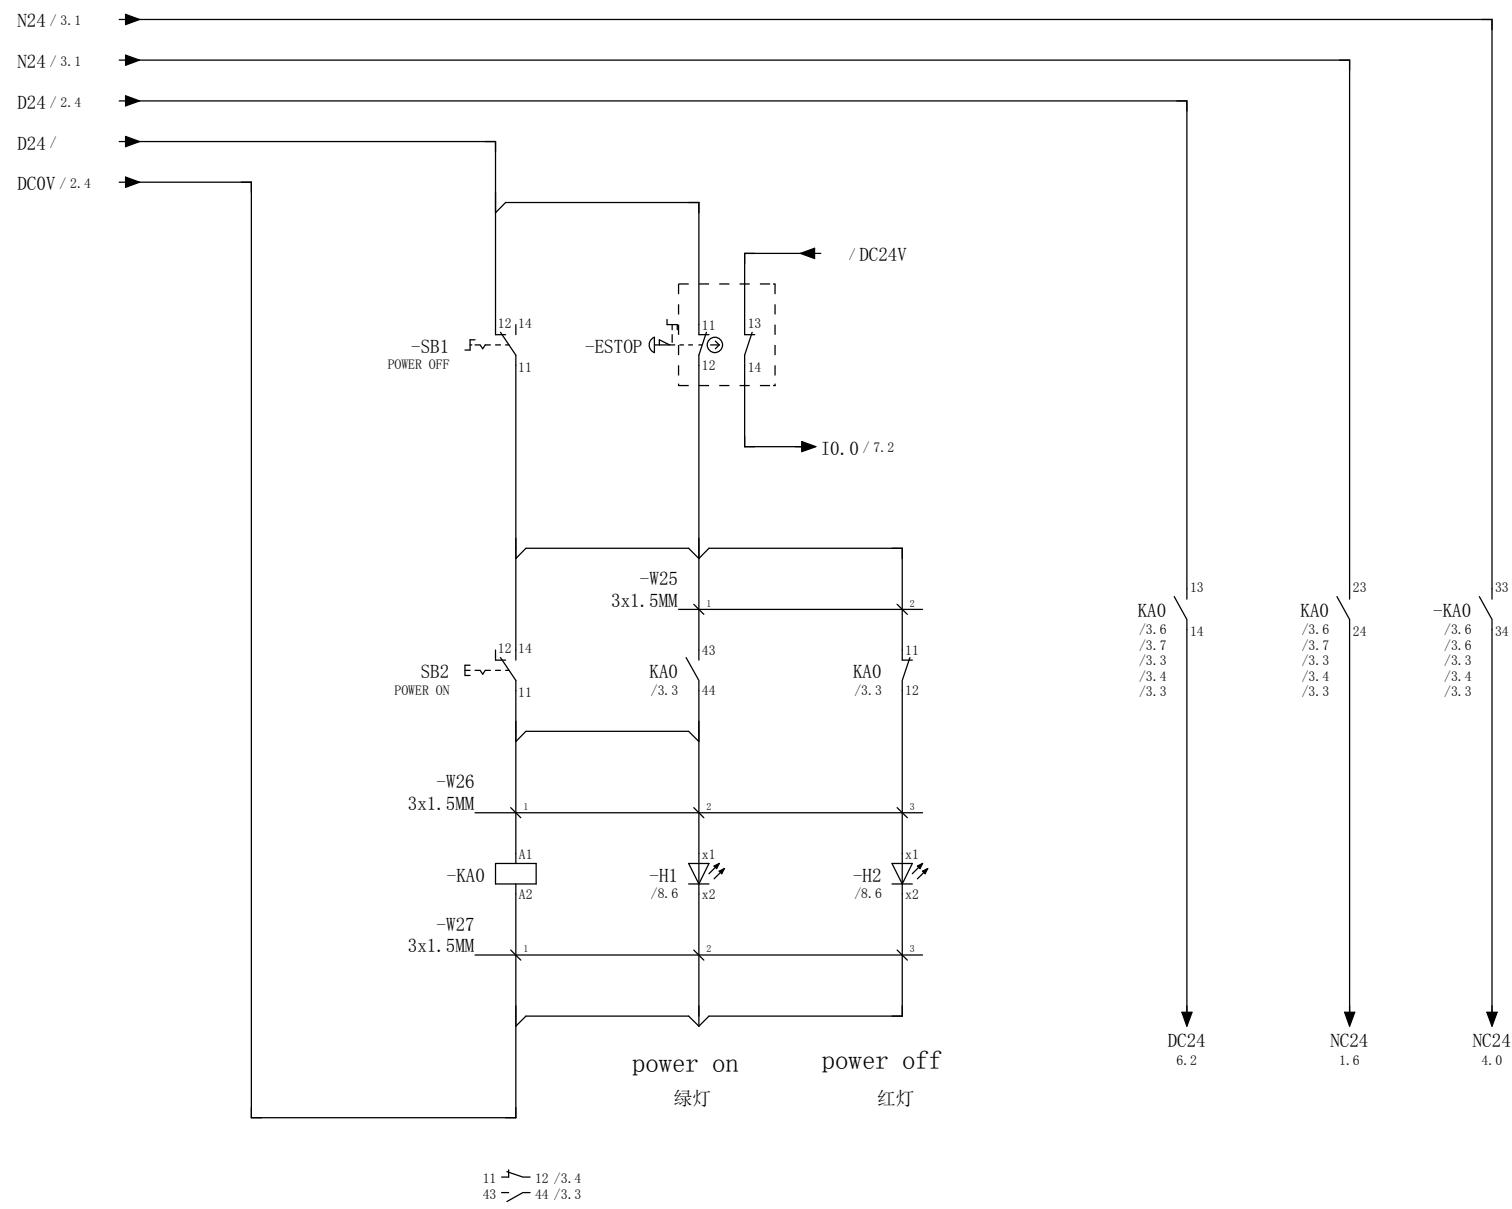 N24 / 3.1
N24 / 3.1
D24 / 2.4
D24 /
DC0V / 2.4
/ DC24V
12 14
-SB1
POWER OFF
11
-ESTOP
11
12
13
14
I0.0 / 7.2
-W25
3x1.5MM
1
2
12 14
SB2
POWER ON
11
43
KA0
/3.3
44
11
KA0
/3.3
12
13
KA0
14
/3.6
/3.7
/3.3
/3.4
/3.3
23
KA0
24
/3.6
/3.7
/3.3
/3.4
/3.3
33
-KA0
34
/3.6
/3.6
/3.3
/3.4
/3.3
-W26
3x1.5MM
1
2
3
A1
-KA0
A2
x1
-H1
/8.6
x2
x1
-H2
/8.6
x2
-W27
3x1.5MM
1
2
3
DC24
6.2
NC24
1.6
NC24
4.0
power on
绿灯
power off
红灯
11 12 /3.4
43 44 /3.3